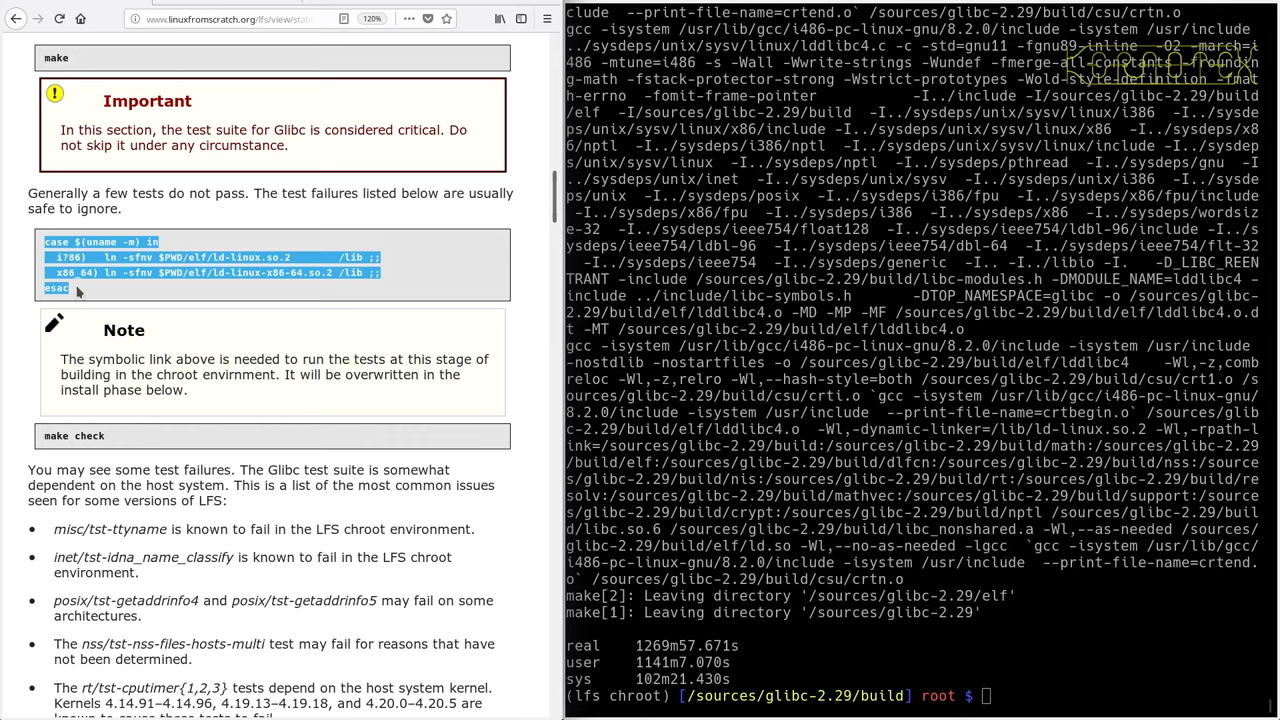 www.linuxfromscratch.org/lfs/view/stab
120%
make
Important
In this section, the test suite for Glibc is considered critical. Do
not skip it under any circumstance.
Generally a few tests do not pass. The test failures listed below are usually
safe to ignore.
case $(uname -m) in
i?86) ln -sfnv $PWD/elf/ld-linux.so.2 /lib ;;
x86_64) ln -sfnv $PWD/elf/ld-linux-x86-64.so.2 /lib ;;
esac
Note
The symbolic link above is needed to run the tests at this stage of
building in the chroot envirnment. It will be overwritten in the
install phase below.
make check
You may see some test failures. The Glibc test suite is somewhat
dependent on the host system. This is a list of the most common issues
seen for some versions of LFS:
misc/tst-ttyname is known to fail in the LFS chroot environment.
inet/tst-idna_name_classify is known to fail in the LFS chroot
environment.
posix/tst-getaddrinfo4 and posix/tst-getaddrinfo5 may fail on some
architectures.
The nss/tst-nss-files-hosts-multi test may fail for reasons that have
not been determined.
The rt/tst-cputimer{1,2,3} tests depend on the host system kernel.
Kernels 4.14.91–4.14.96, 4.19.13–4.19.18, and 4.20.0–4.20.5 are
known to cause these tests to fail.
clude --print-file-name=crtend.o` /sources/glibc-2.29/build/csu/crtn.o
gcc -isystem /usr/lib/gcc/i486-pc-linux-gnu/8.2.0/include -isystem /usr/include
../sysdeps/unix/sysv/linux/lddlibc4.c -c -std=gnu11 -fgnu89-inline -O2 -march=i
486 -mtune=i486 -s -Wall -Wwrite-strings -Wundef -fmerge-all-constants -froundin
g-math -fstack-protector-strong -Wstrict-prototypes -Wold-style-definition -fmat
h-errno -fomit-frame-pointer -I../include -I/sources/glibc-2.29/build
/elf -I/sources/glibc-2.29/build -I../sysdeps/unix/sysv/linux/i386 -I../sysde
ps/unix/sysv/linux/x86/include -I../sysdeps/unix/sysv/linux/x86 -I../sysdeps/x8
6/nptl -I../sysdeps/i386/nptl -I../sysdeps/unix/sysv/linux/include -I../sysdep
s/unix/sysv/linux -I../sysdeps/nptl -I../sysdeps/pthread -I../sysdeps/gnu -I
../sysdeps/unix/inet -I../sysdeps/unix/sysv -I../sysdeps/unix/i386 -I../sysdep
s/unix -I../sysdeps/posix -I../sysdeps/i386/fpu -I../sysdeps/x86/fpu/include
-I../sysdeps/x86/fpu -I../sysdeps/i386 -I../sysdeps/x86 -I../sysdeps/wordsiz
e-32 -I../sysdeps/ieee754/float128 -I../sysdeps/ieee754/ldbl-96/include -I../s
ysdeps/ieee754/ldbl-96 -I../sysdeps/ieee754/dbl-64 -I../sysdeps/ieee754/flt-32
-I../sysdeps/ieee754 -I../sysdeps/generic -I.. -I../libio -I. -D_LIBC_REEN
TRANT -include /sources/glibc-2.29/build/libc-modules.h -DMODULE_NAME=lddlibc4 -
include ../include/libc-symbols.h -DTOP_NAMESPACE=glibc -o /sources/glibc-
2.29/build/elf/lddlibc4.o -MD -MP -MF /sources/glibc-2.29/build/elf/lddlibc4.o.d
t -MT /sources/glibc-2.29/build/elf/lddlibc4.o
gcc -isystem /usr/lib/gcc/i486-pc-linux-gnu/8.2.0/include -isystem /usr/include
-nostdlib -nostartfiles -o /sources/glibc-2.29/build/elf/lddlibc4 -Wl,-z,comb
reloc -Wl,-z,relro -Wl,--hash-style=both /sources/glibc-2.29/build/csu/crt1.o /s
ources/glibc-2.29/build/csu/crti.o `gcc -isystem /usr/lib/gcc/i486-pc-linux-gnu/
8.2.0/include -isystem /usr/include --print-file-name=crtbegin.o` /sources/glib
c-2.29/build/elf/lddlibc4.o -Wl,-dynamic-linker=/lib/ld-linux.so.2 -Wl,-rpath-l
ink=/sources/glibc-2.29/build:/sources/glibc-2.29/build/math:/sources/glibc-2.29
/build/elf:/sources/glibc-2.29/build/dlfcn:/sources/glibc-2.29/build/nss:/source
s/glibc-2.29/build/nis:/sources/glibc-2.29/build/rt:/sources/glibc-2.29/build/re
solv:/sources/glibc-2.29/build/mathvec:/sources/glibc-2.29/build/support:/source
s/glibc-2.29/build/crypt:/sources/glibc-2.29/build/nptl /sources/glibc-2.29/buil
d/libc.so.6 /sources/glibc-2.29/build/libc_nonshared.a -Wl,--as-needed /sources/
glibc-2.29/build/elf/ld.so -Wl,--no-as-needed -lgcc `gcc -isystem /usr/lib/gcc/
i486-pc-linux-gnu/8.2.0/include -isystem /usr/include --print-file-name=crtend.
o` /sources/glibc-2.29/build/csu/crtn.o
make[2]: Leaving directory '/sources/glibc-2.29/elf'
make[1]: Leaving directory '/sources/glibc-2.29'
real 1269m57.671s
user 1141m7.070s
sys 102m21.430s
(lfs chroot) [/sources/glibc-2.29/build] root $